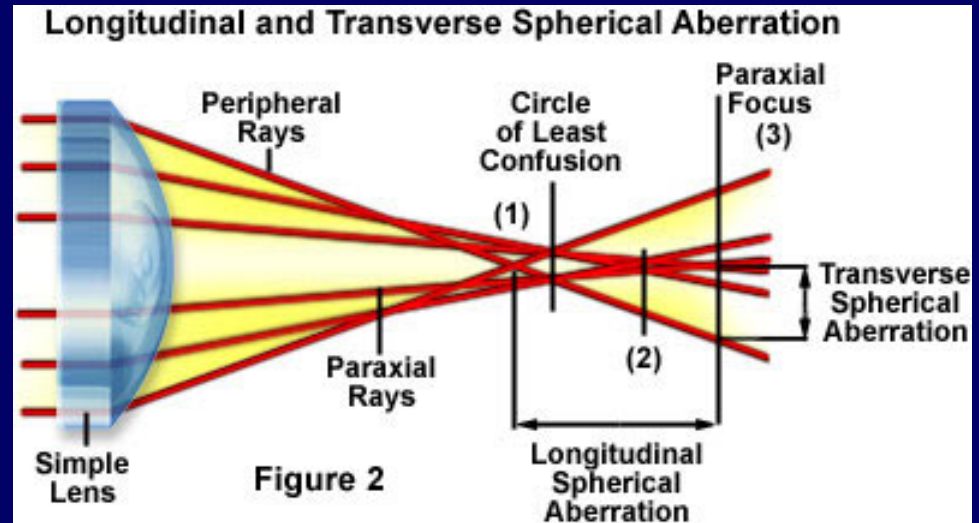 Longitudinal and Transverse Spherical Aberration
Peripheral
Rays
Circle
of Least
Confusion
Paraxial
Focus
(3)
(1)
Transverse
Spherical
Aberration
(2)
Paraxial
Rays
Simple
Lens
Figure 2
Longitudinal
Spherical
Aberration